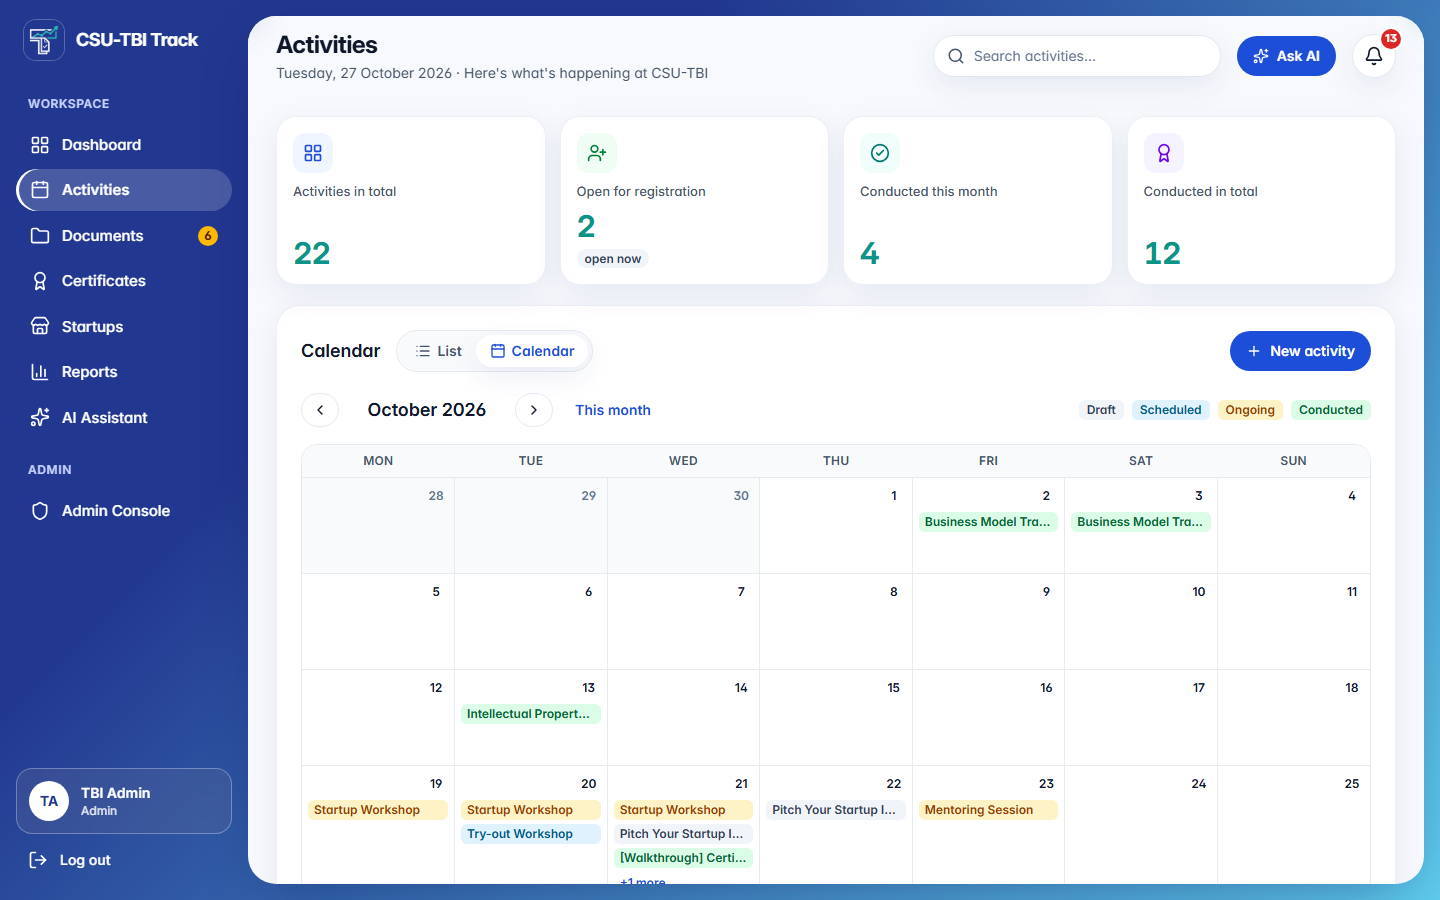 CSU-TBI Track
WORKSPACE
Dashboard
Activities
Documents 6
Certificates
Startups
Reports
AI Assistant
ADMIN
Admin Console
TA
TBI Admin
Admin
Log out
Activities
Tuesday, 27 October 2026 · Here's what's happening at CSU-TBI
Search activities...
Ask AI
13
Activities in total
22
Open for registration
2
open now
Conducted this month
4
Conducted in total
12
Calendar
List
Calendar
New activity
October 2026
This month
Draft Scheduled Ongoing Conducted
MON TUE WED THU FRI SAT SUN
28 29 30 1 2 3 4
Business Model Tra... Business Model Tra...
5 6 7 8 9 10 11
12 13 14 15 16 17 18
Intellectual Propert...
19 20 21 22 23 24 25
Startup Workshop Startup Workshop Startup Workshop Pitch Your Startup I... Mentoring Session
Try-out Workshop Pitch Your Startup I...
[Walkthrough] Certi...
+1 more